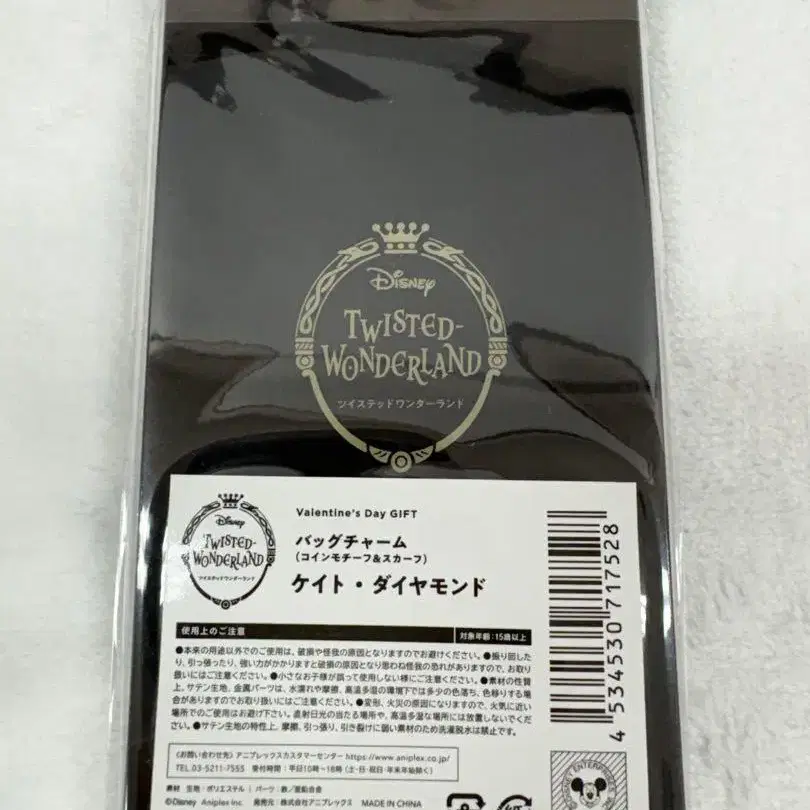 Disney
TWISTED-
WONDERLAND
ツイステッドワンダーランド
Disney
TWISTED-
WONDERLAND
ツイステッドワンダーランド
Valentine's Day GIFT
バッグチャーム
(コインモチーフ&スカーフ)
ケイト・ダイヤモンド
使用上のご注意
対象年齢:15歳以上
●本来の用途以外でのご使用は、破損や怪我の原因となりますのでお避けください。●振り回した
り、引っ張ったり、強い力がかかりますと破損の原因となり思わぬ怪我の恐れがありますので、お取り
扱いにはご注意ください。●小さなお子様が誤って使用しない様にご注意ください。●素材の性質
上、サテン生地、金属パーツは、水濡れや摩擦、高温多湿の環境下では多少の色落ち、色移りする場
合がありますのでお取り扱いにはご注意ください。●変形、火災の原因になりますので、火気に近い
場所でのご使用はお避け下さい。直射日光の当たる場所や、高温多湿な場所には放置しないでくだ
さい。●サテン生地の特性上、摩擦、引っ張り、引き裂けに弱い素材のため洗濯脱水は禁止です。
《お問い合わせ先》アニプレックスカスタマーセンター https://www.aniplex.co.jp/
TEL.03-5211-7555 受付時間:平日10時～18時(土・日・祝日・年末年始除く)
素材 生地:ポリエステル / パーツ:鉄/亜鉛合金
©Disney Aniplex Inc. 発売元:株式会社アニプレックス MADE IN CHINA
4 534530 717528